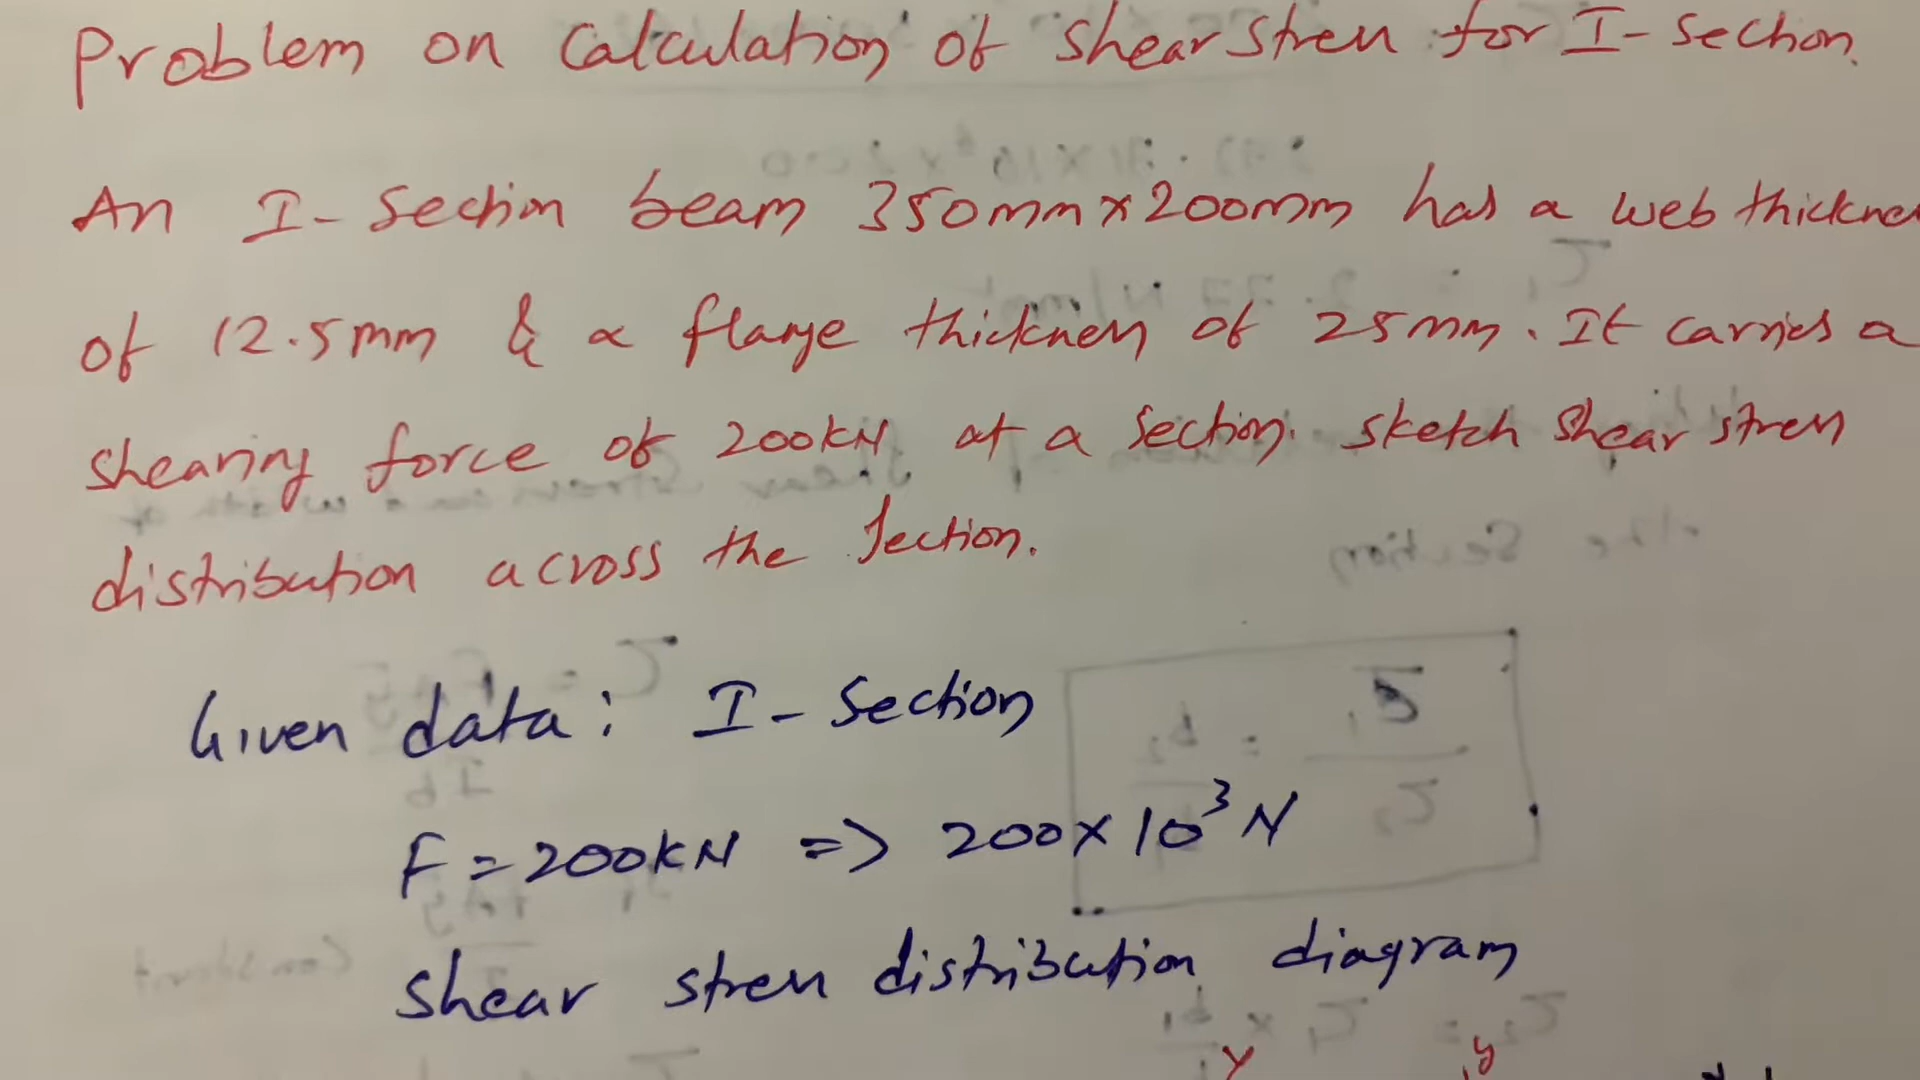 Problem on Calculation of shear stress for I-section.
An I-section beam 350mm x 200mm has a web thickness
of 12.5mm & a flange thickness of 25mm. It carries a
shearing force of 200kN at a section. sketch shear stress
distribution across the section.
Given data: I-section
F = 200kN => 200 x 10³ N
shear stress distribution diagram
y y